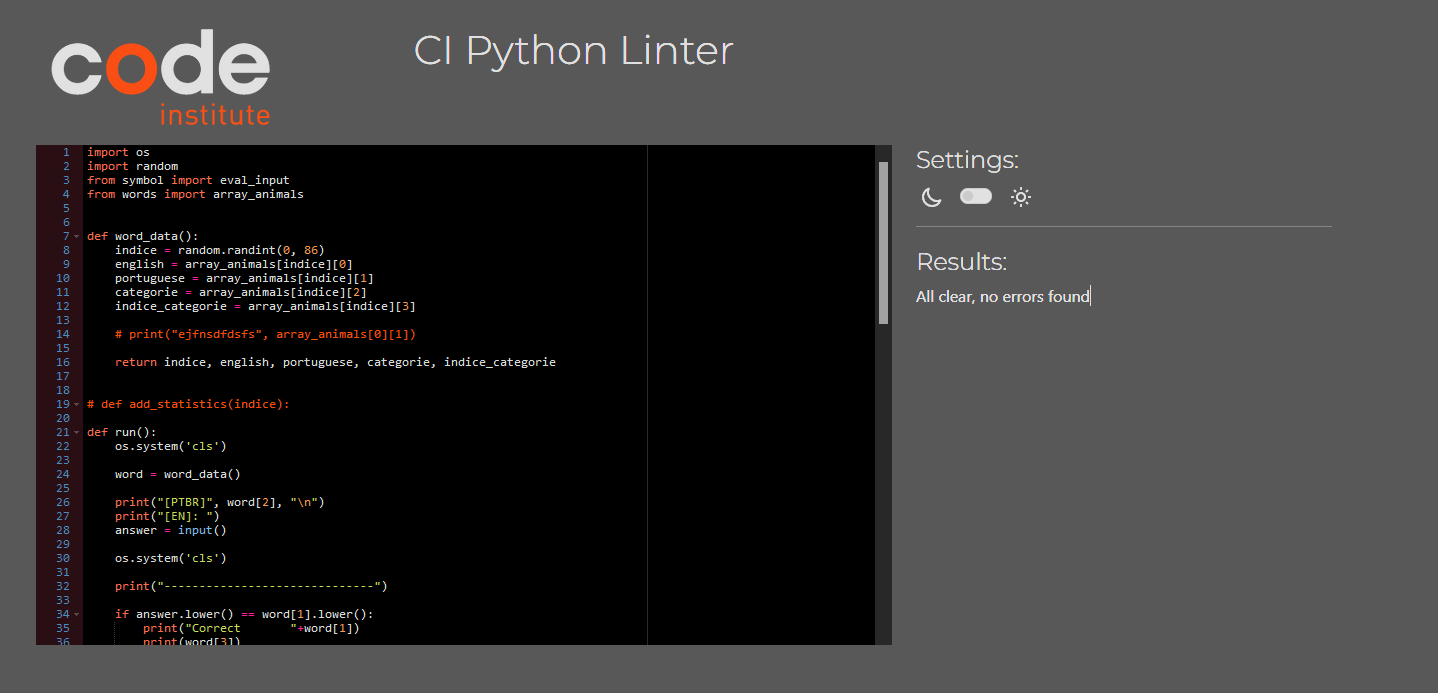 code
institute
CI Python Linter
1 import os
2 import random
3 from symbol import eval_input
4 from words import array_animals
5
6
7 def word_data():
8     indice = random.randint(0, 86)
9     english = array_animals[indice][0]
10     portuguese = array_animals[indice][1]
11     categorie = array_animals[indice][2]
12     indice_categorie = array_animals[indice][3]
13
14     # print("ejfnsdfdsfs", array_animals[0][1])
15
16     return indice, english, portuguese, categorie, indice_categorie
17
18
19 # def add_statistics(indice):
20
21 def run():
22     os.system('cls')
23
24     word = word_data()
25
26     print("[PTBR]", word[2], "\n")
27     print("[EN]: ")
28     answer = input()
29
30     os.system('cls')
31
32     print("------------------------------")
33
34     if answer.lower() == word[1].lower():
35         print("Correct       "+word[1])
36         print(word[3])
Settings:
Results:
All clear, no errors found